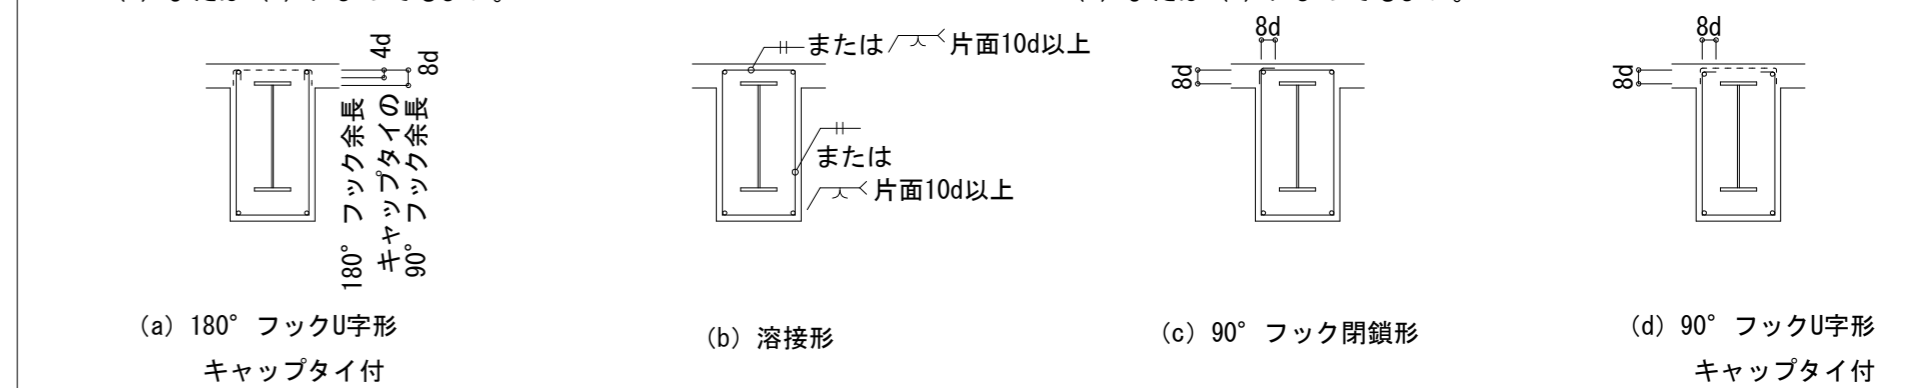 4d
8d
180° フック余長
キャップタイの
90° フック余長
(a) 180° フックU字形
キャップタイ付
または
片面10d以上
または
片面10d以上
(b) 溶接形
8d
8d
(c) 90° フック閉鎖形
8d
8d
(d) 90° フックU字形
キャップタイ付